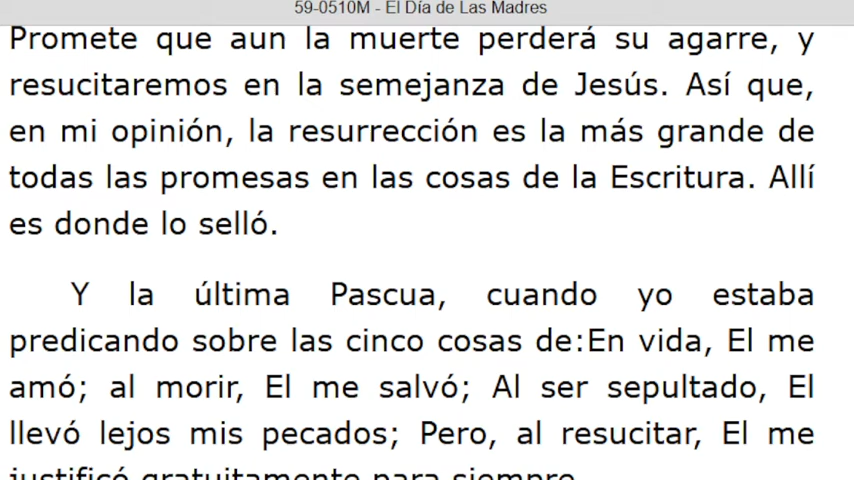 59-0510M - El Día de Las Madres
Promete que aun la muerte perderá su agarre, y
resucitaremos en la semejanza de Jesús. Así que,
en mi opinión, la resurrección es la más grande de
todas las promesas en las cosas de la Escritura. Allí
es donde lo selló.
Y la última Pascua, cuando yo estaba
predicando sobre las cinco cosas de:En vida, El me
amó; al morir, El me salvó; Al ser sepultado, El
llevó lejos mis pecados; Pero, al resucitar, El me
justificó gratuitamente para siempre